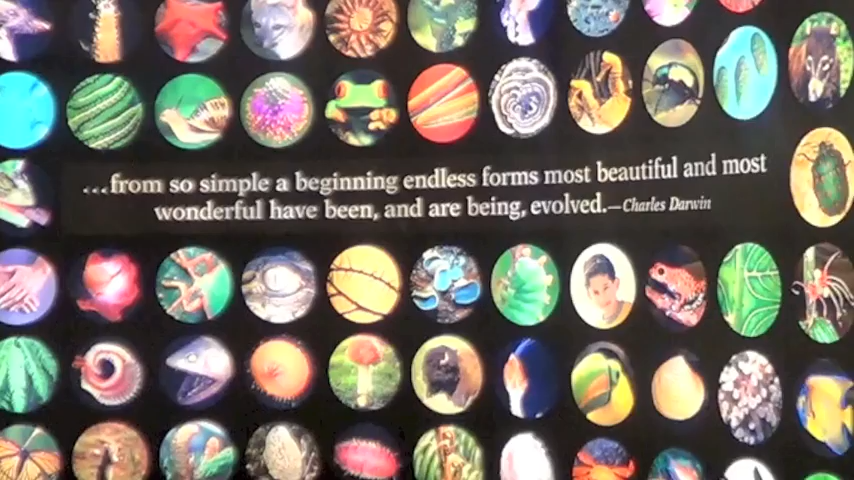 ...from so simple a beginning endless forms most beautiful and most
wonderful have been, and are being, evolved.—Charles Darwin